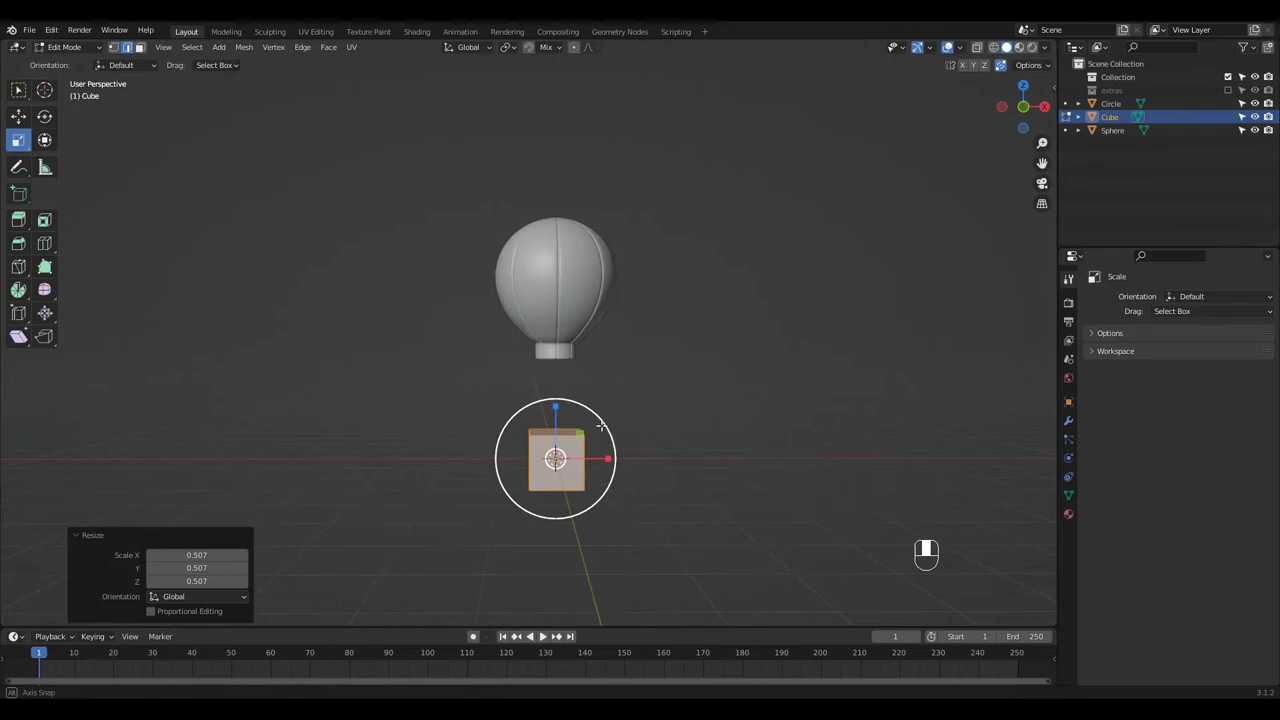 File Edit Render Window Help Layout Modeling Sculpting UV Editing Texture Paint Shading Animation Rendering Compositing Geometry Nodes Scripting + Scene View Layer
Edit Mode View Select Add Mesh Vertex Edge Face UV Global Mix
Orientation: Default Drag: Select Box X Y Z Options
User Perspective
(1) Cube
Z
X
Scene Collection
Collection
extras
Circle
Cube
Sphere
Scale
Orientation Default
Drag: Select Box
Options
Workspace
Resize
Scale X 0.507
Y 0.507
Z 0.507
Orientation Global
Proportional Editing
Playback Keying View Marker 1 Start 1 End 250
1 10 20 30 40 50 60 70 80 90 100 110 120 130 140 150 160 170 180 190 200 210 220 230 240 250
Alt Axis Snap 3.1.2